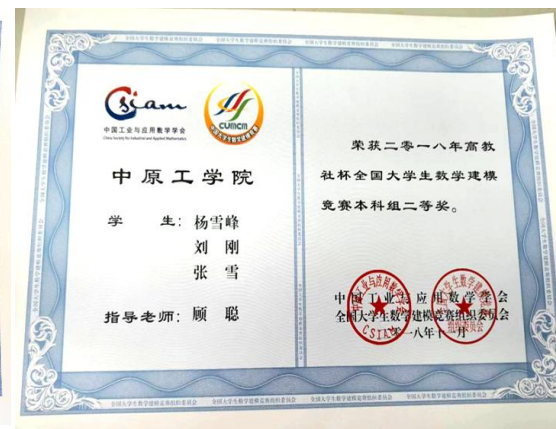 CSIAM
中国工业与应用数学学会
China Society for Industrial and Applied Mathematics
CUMCM
中原工学院
学 生：杨雪峰
刘 刚
张 雪
指导老师：顾 聪
荣获二零一八年高教
社杯全国大学生数学建模
竞赛本科组二等奖。
中国工业与应用数学学会
全国大学生数学建模竞赛组织委员会
二零一八年十一月